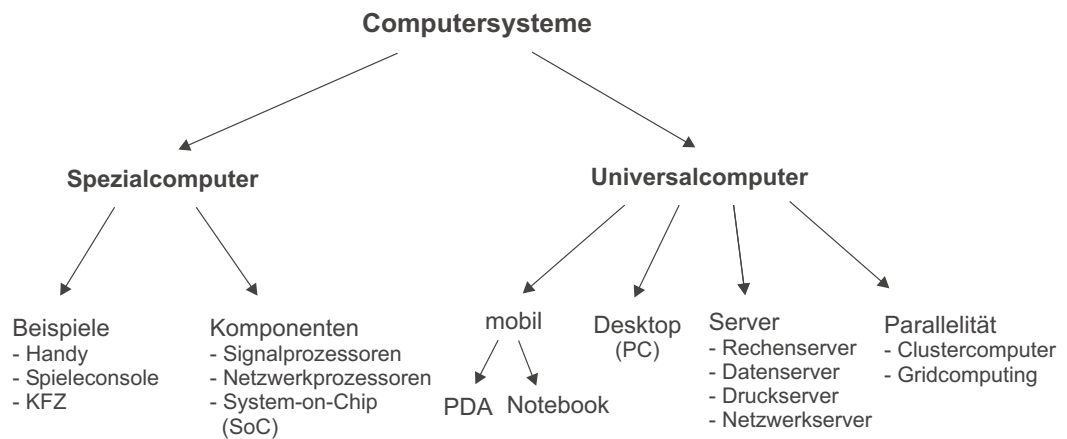 Computersysteme
Spezialcomputer
Universalcomputer
Beispiele
- Handy
- Spieleconsole
- KFZ
Komponenten
- Signalprozessoren
- Netzwerkprozessoren
- System-on-Chip
(SoC)
mobil
PDA
Notebook
Desktop
(PC)
Server
- Rechenserver
- Datenserver
- Druckserver
- Netzwerkserver
Parallelität
- Clustercomputer
- Gridcomputing